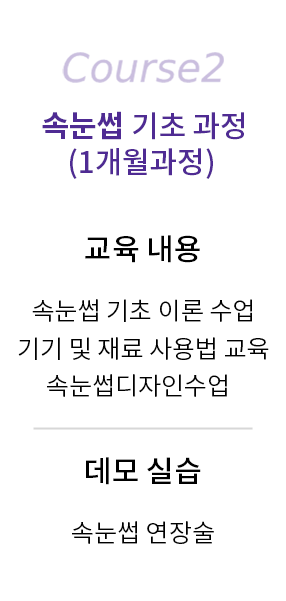 Course2
속눈썹 기초 과정
(1개월과정)
교육 내용
속눈썹 기초 이론 수업
기기 및 재료 사용법 교육
속눈썹디자인수업
데모 실습
속눈썹 연장술